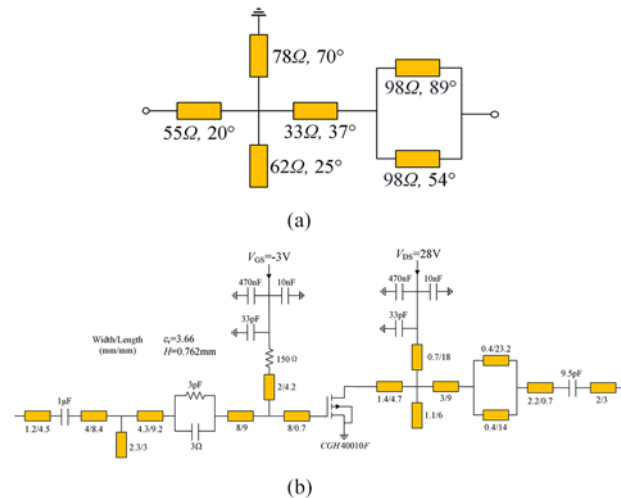 78Ω, 70°
98Ω, 89°
55Ω, 20°
33Ω, 37°
62Ω, 25°
98Ω, 54°
(a)
VGS=-3V
VDS=28V
470nF
10nF
470nF
10nF
33pF
33pF
Width/Length
(mm/mm)
εr=3.66
H=0.762mm
150Ω
0.7/18
0.4/23.2
1μF
3pF
2/4.2
9.5pF
1.2/4.5
4/8.4
4.3/9.2
8/9
8/0.7
1.4/4.7
3/9
2.2/0.7
2/3
2.3/3
3Ω
CGH40010F
1.1/6
0.4/14
(b)